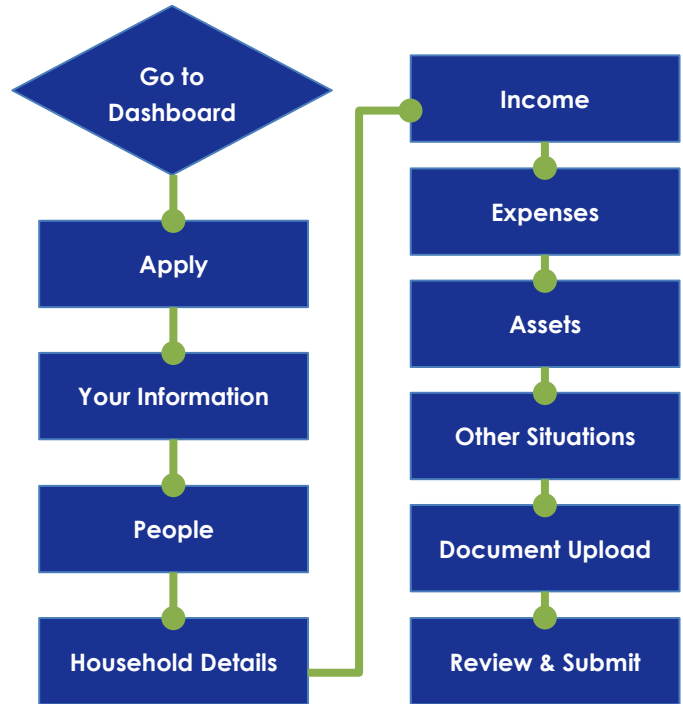 Go to
Dashboard
Apply
Your Information
People
Household Details
Income
Expenses
Assets
Other Situations
Document Upload
Review & Submit